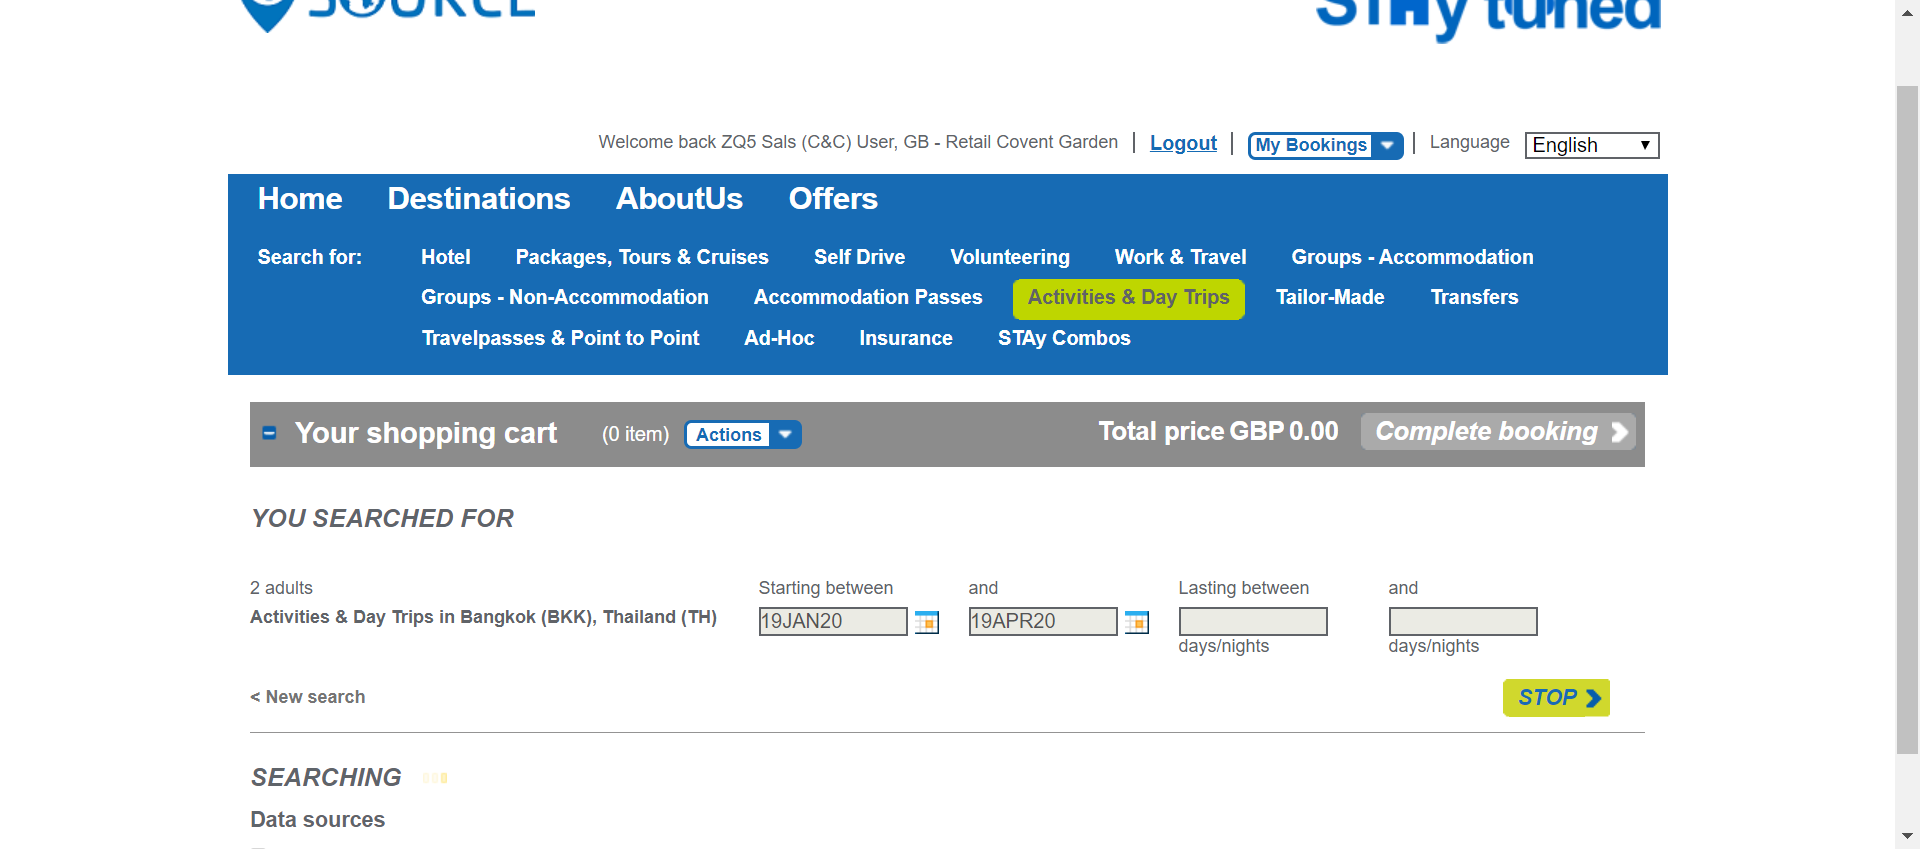 SOURCE
STAy tuned
Welcome back ZQ5 Sals (C&C) User, GB - Retail Covent Garden | Logout | My Bookings | Language English
Home Destinations AboutUs Offers
Search for: Hotel Packages, Tours & Cruises Self Drive Volunteering Work & Travel Groups - Accommodation
Groups - Non-Accommodation Accommodation Passes Activities & Day Trips Tailor-Made Transfers
Travelpasses & Point to Point Ad-Hoc Insurance STAy Combos
Your shopping cart (0 item) Actions Total price GBP 0.00 Complete booking
YOU SEARCHED FOR
2 adults Starting between and Lasting between and
Activities & Day Trips in Bangkok (BKK), Thailand (TH) 19JAN20 19APR20
days/nights days/nights
< New search STOP
SEARCHING
Data sources